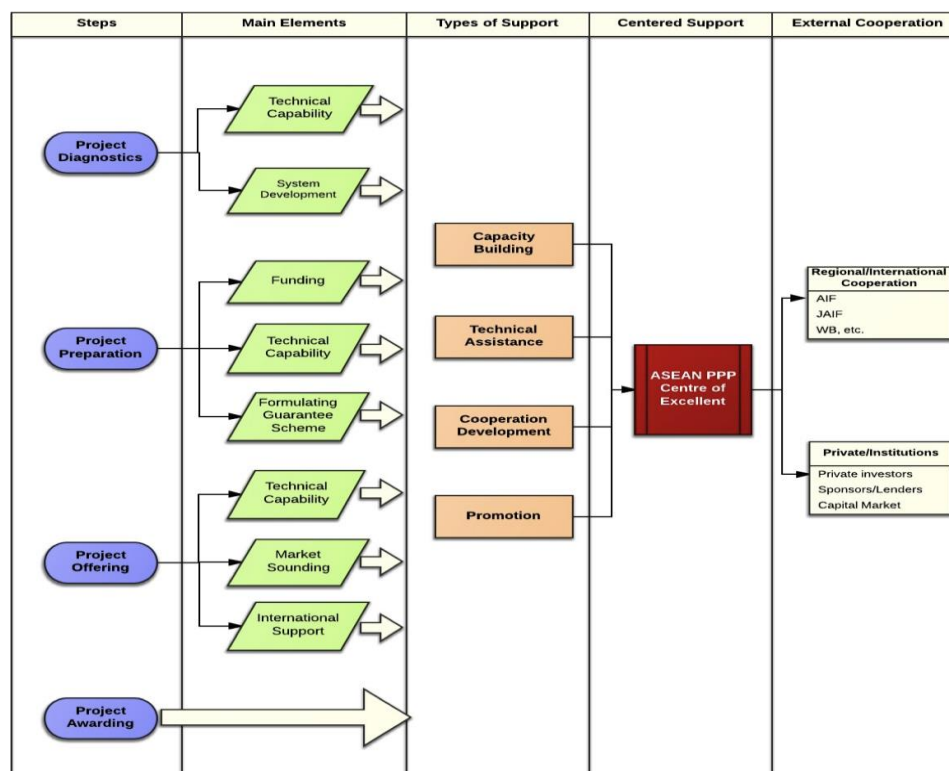 Steps
Main Elements
Types of Support
Centered Support
External Cooperation
Project
Diagnostics
Technical
Capability
System
Development
Project
Preparation
Funding
Technical
Capability
Formulating
Guarantee
Scheme
Project
Offering
Technical
Capability
Market
Sounding
International
Support
Project
Awarding
Capacity
Building
Technical
Assistance
Cooperation
Development
Promotion
ASEAN PPP
Centre of
Excellent
Regional/International
Cooperation
AIF
JAIF
WB, etc.
Private/Institutions
Private investors
Sponsors/Lenders
Capital Market